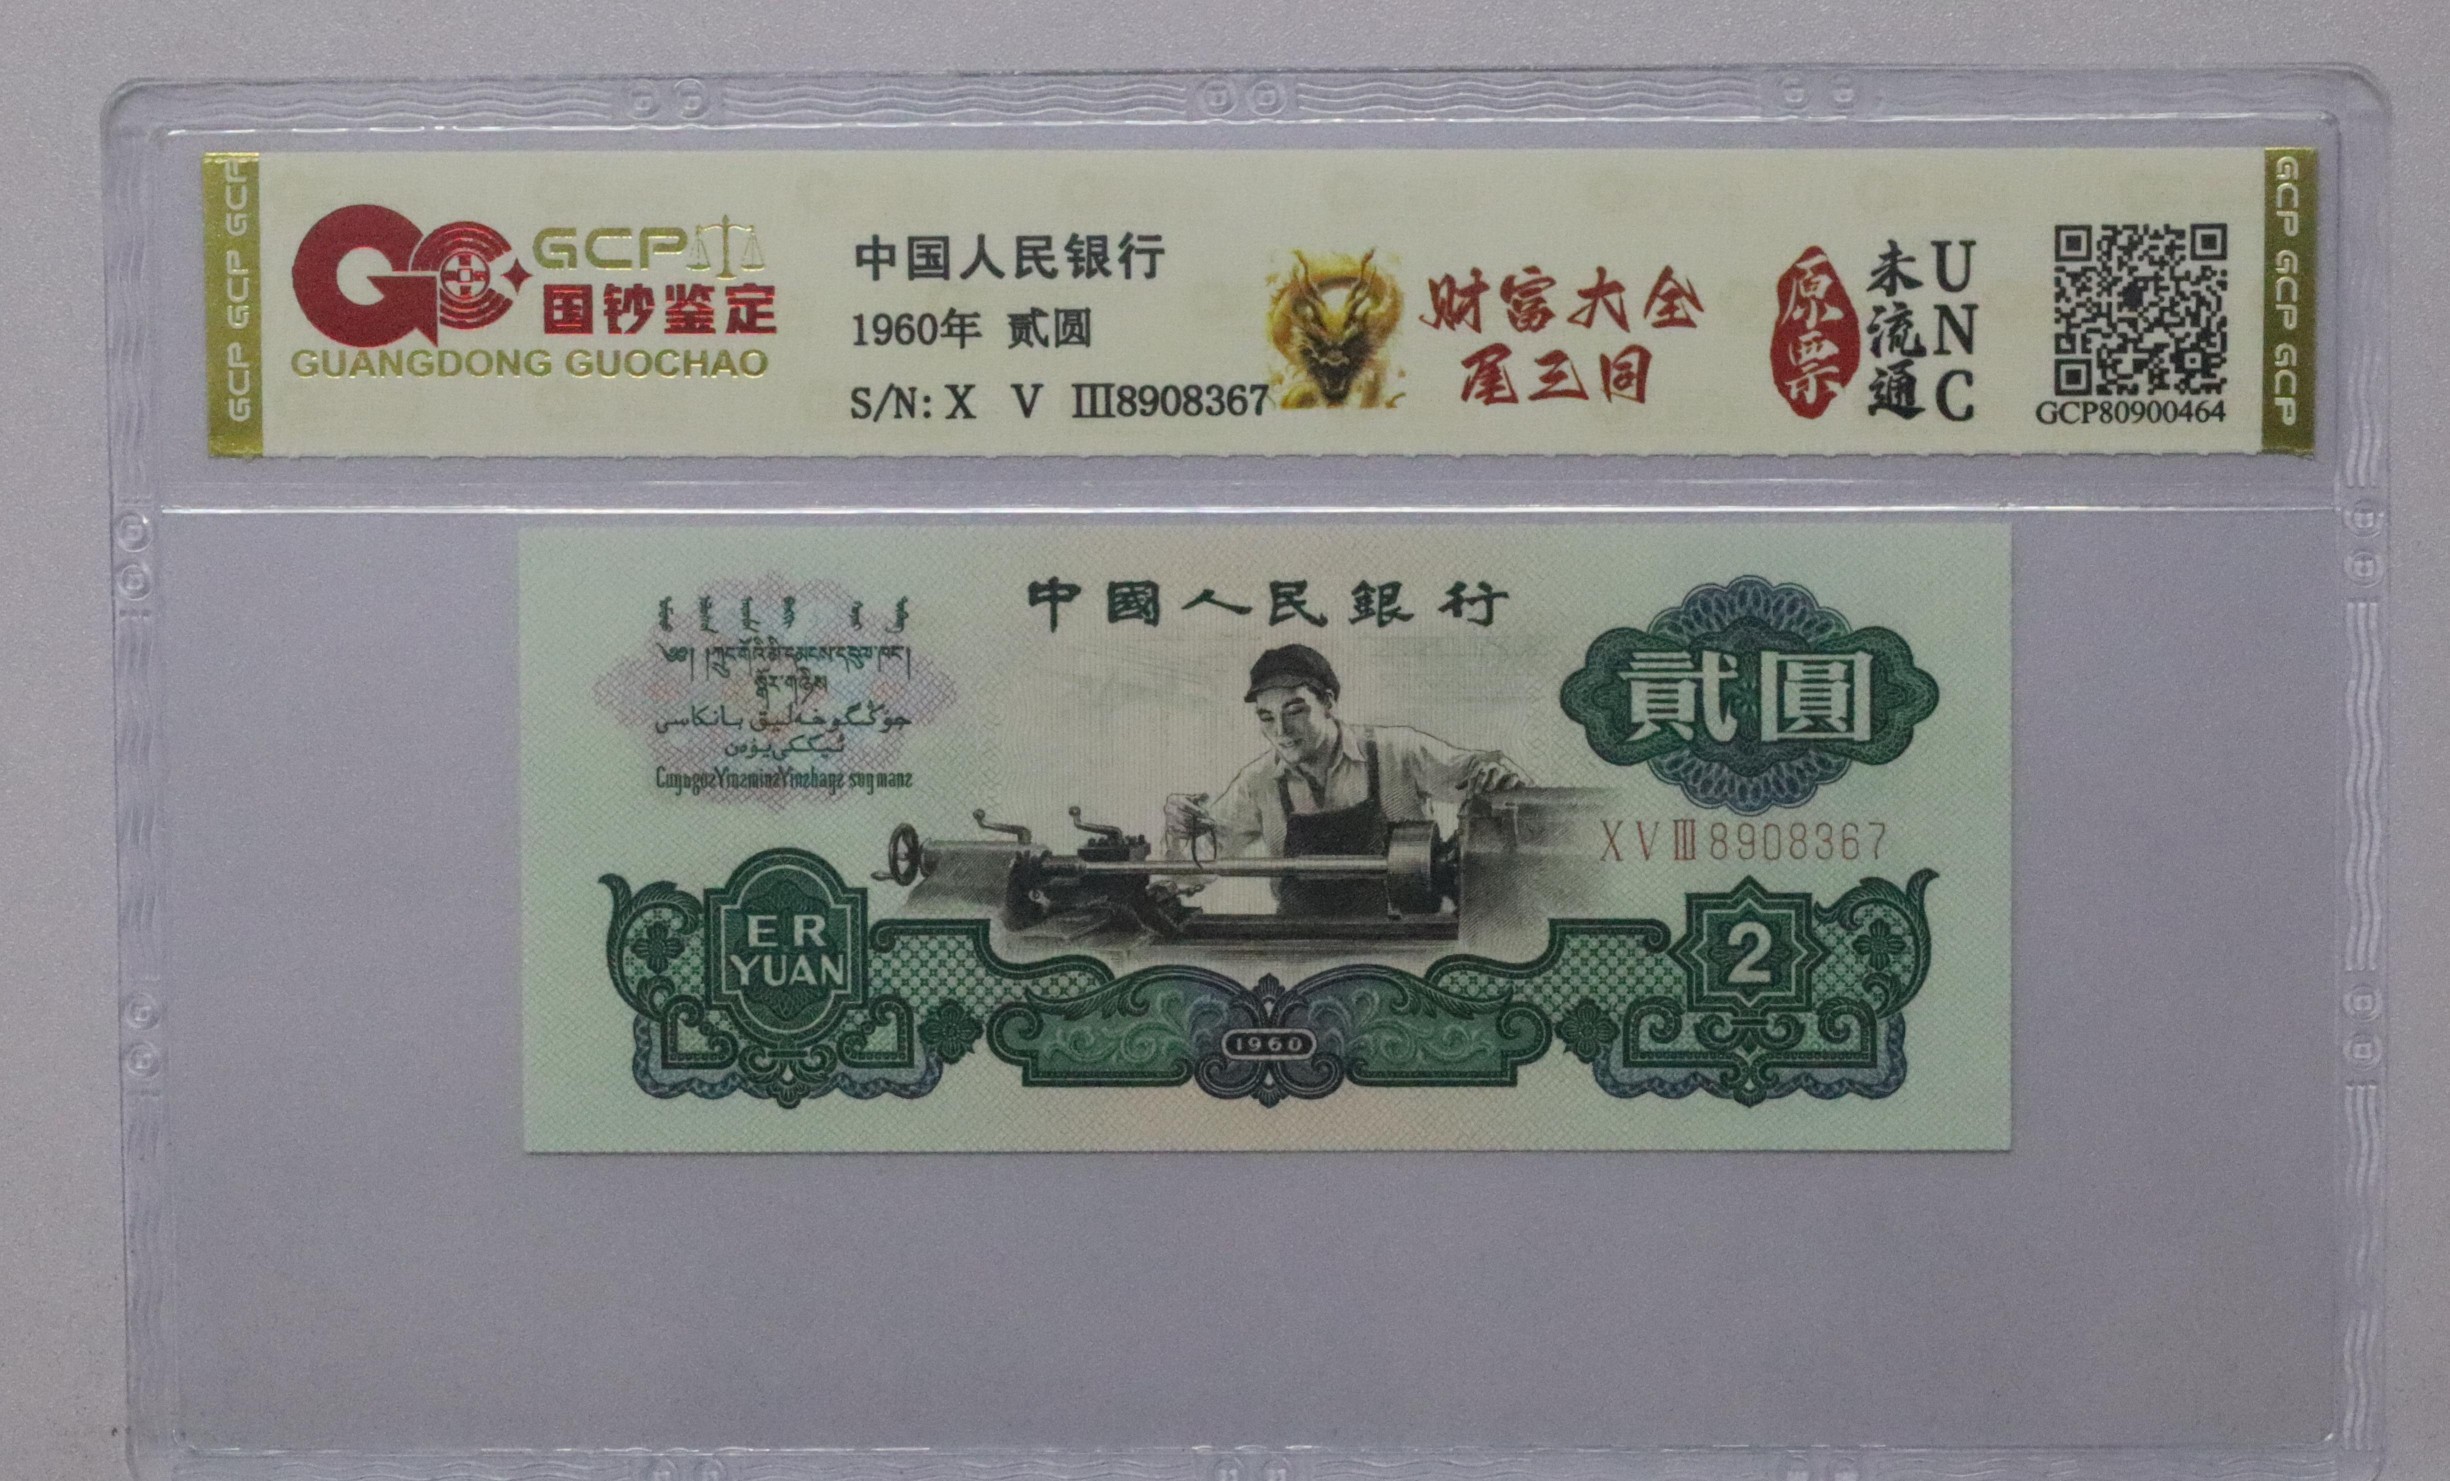 GCP GCP GCP
GCP
国钞鉴定
GUANGDONG GUOCHAO
中国人民银行
1960年 贰圆
S/N: X V Ⅲ8908367
财富大全
尾三同
原票
未流通
UNC
GCP80900464
GCP GCP GCP
中國人民銀行
貳圓
XVⅢ8908367
ER
YUAN
2
1960